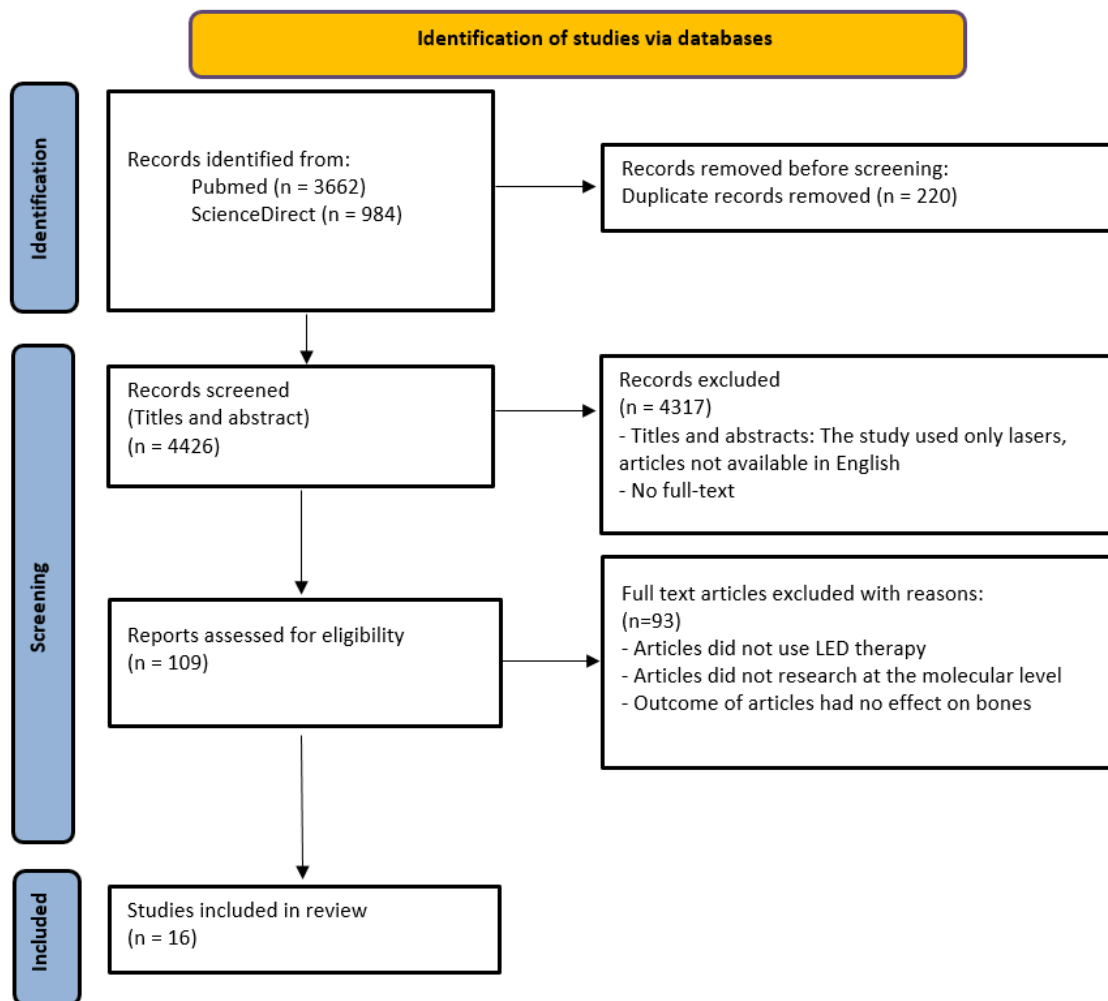 Identification of studies via databases
Identification
Records identified from:
Pubmed (n = 3662)
ScienceDirect (n = 984)
Records removed before screening:
Duplicate records removed (n = 220)
Screening
Records screened
(Titles and abstract)
(n = 4426)
Records excluded
(n = 4317)
- Titles and abstracts: The study used only lasers,
articles not available in English
- No full-text
Reports assessed for eligibility
(n = 109)
Full text articles excluded with reasons:
(n=93)
- Articles did not use LED therapy
- Articles did not research at the molecular level
- Outcome of articles had no effect on bones
Included
Studies included in review
(n = 16)